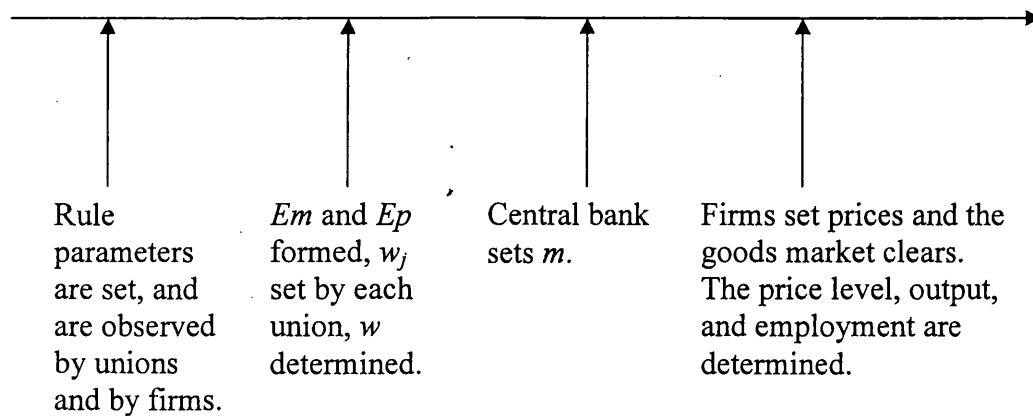 Rule
parameters
are set, and
are observed
by unions
and by firms.
Em and Ep
formed, wj
set by each
union, w
determined.
Central bank
sets m.
Firms set prices and the
goods market clears.
The price level, output,
and employment are
determined.